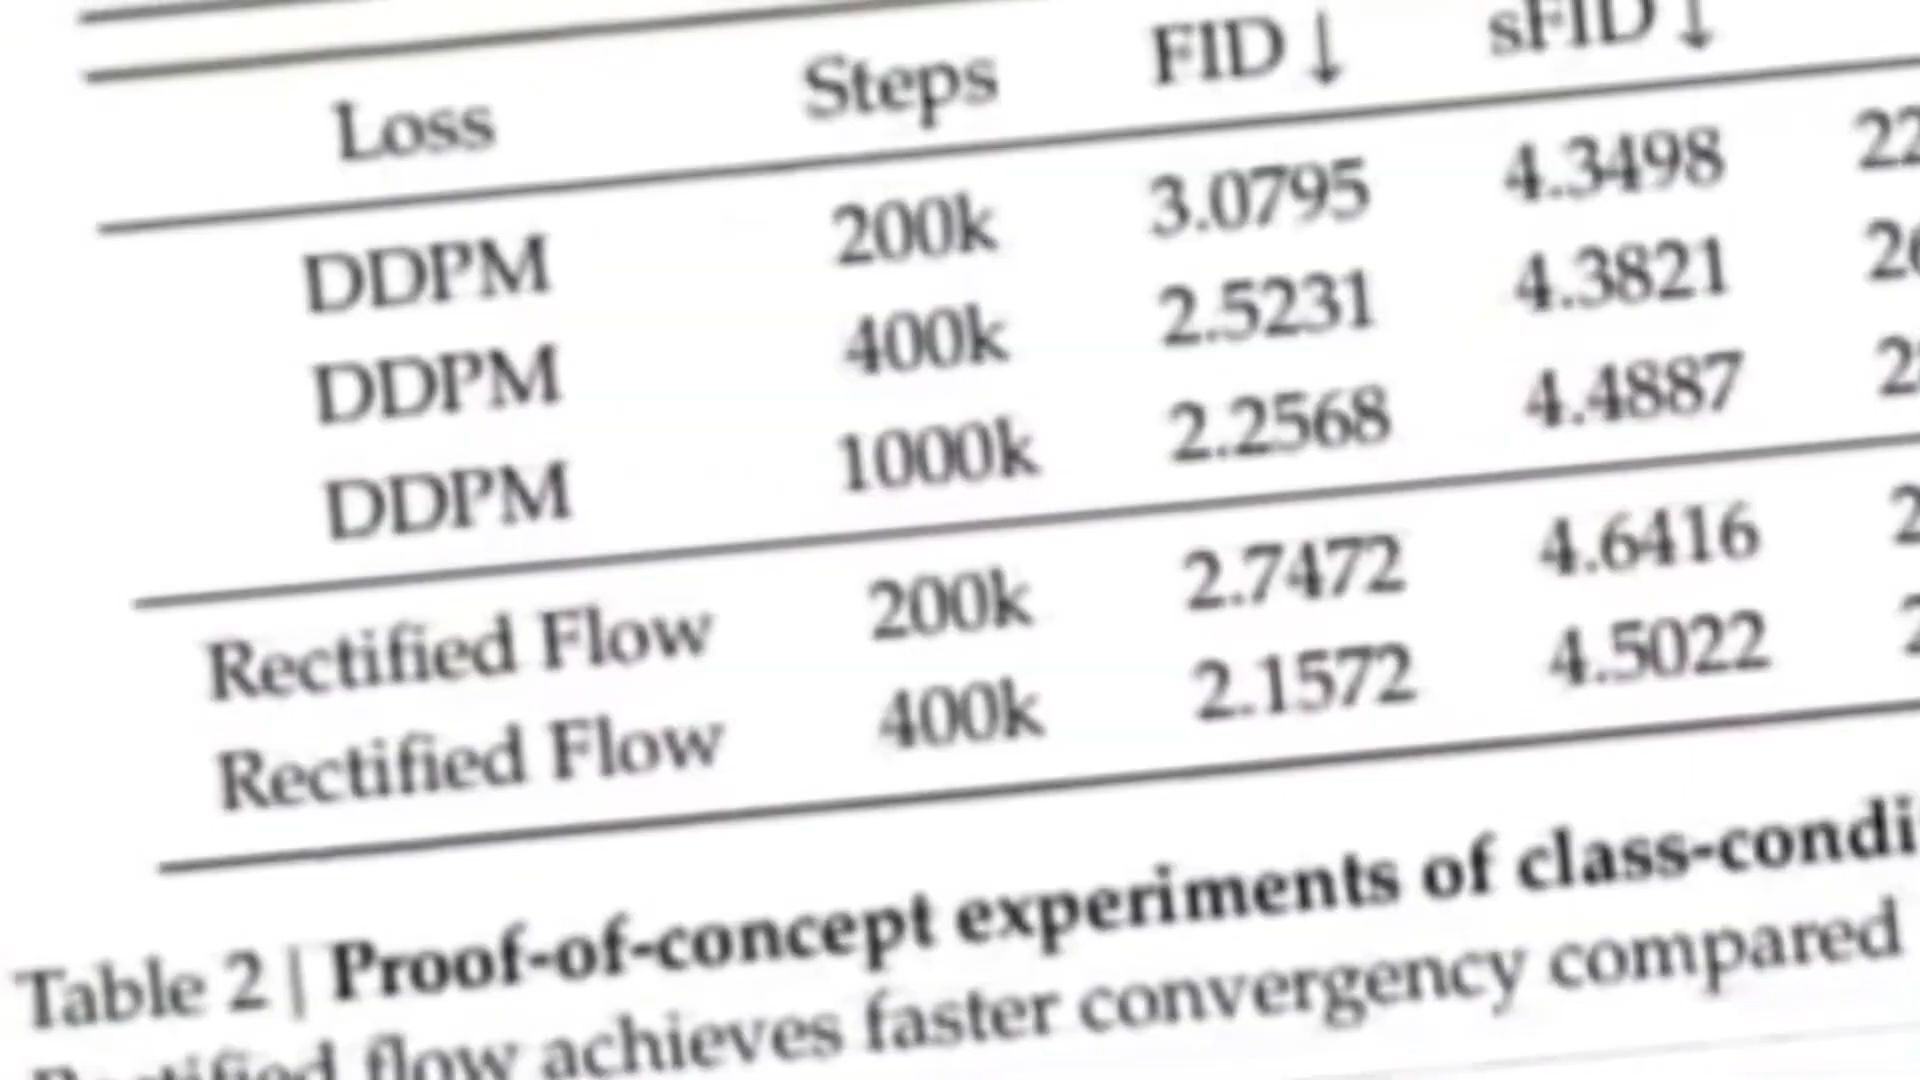 Loss Steps FID ↓ sFID ↓
DDPM 200k 3.0795 4.3498 22
DDPM 400k 2.5231 4.3821
DDPM 1000k 2.2568 4.4887
Rectified Flow 200k 2.7472 4.6416
Rectified Flow 400k 2.1572 4.5022
Table 2 | Proof-of-concept experiments of class-condi
Rectified flow achieves faster convergency compared